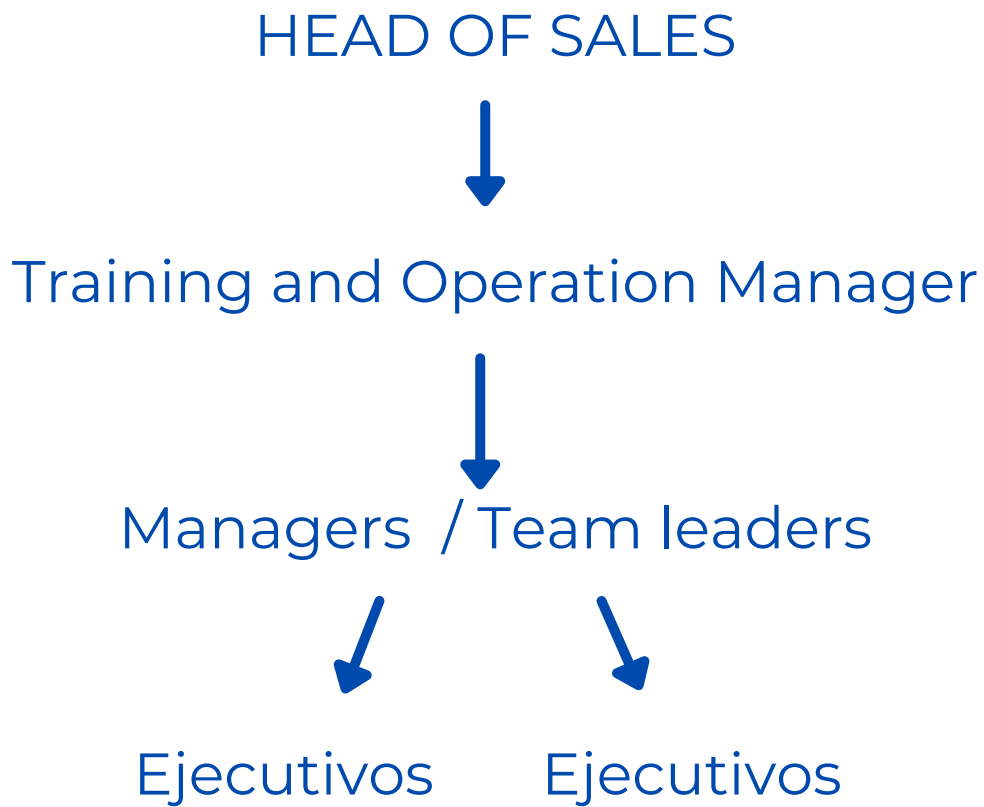 HEAD OF SALES
Training and Operation Manager
Managers / Team leaders
Ejecutivos Ejecutivos